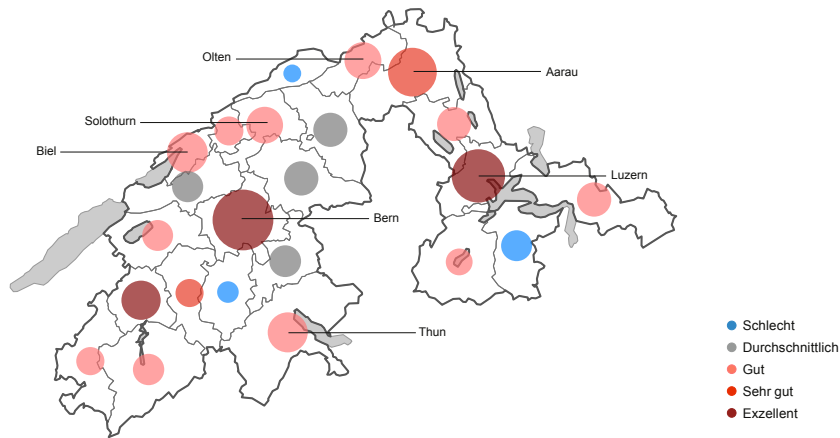 Olten
Aarau
Solothurn
Biel
Luzern
Bern
Thun
Schlecht
Durchschnittlich
Gut
Sehr gut
Exzellent